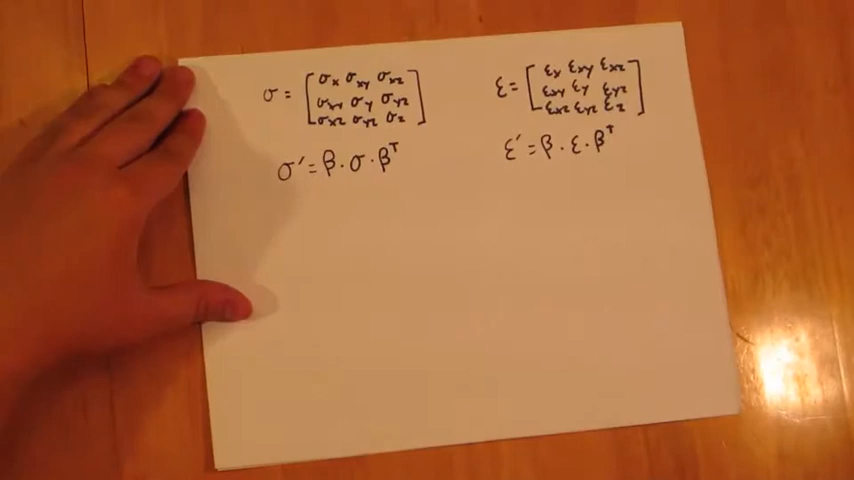 σ = [σx σxy σxz
σxy σy σyz
σxz σyz σz]
σ' = β · σ · βᵀ
ε = [εx εxy εxz
εxy εy εyz
εxz εyz εz]
ε' = β · ε · βᵀ